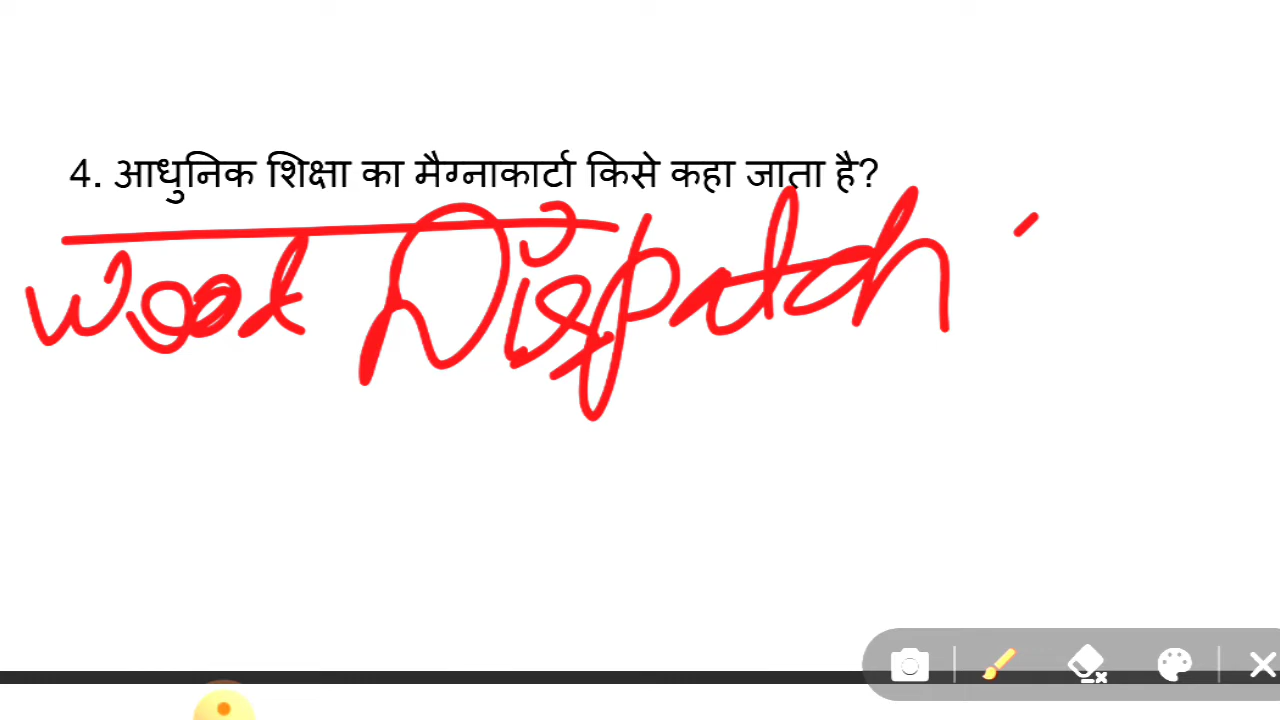 4. आधुनिक शिक्षा का मैग्नाकार्टा किसे कहा जाता है?
Wood Dispatch